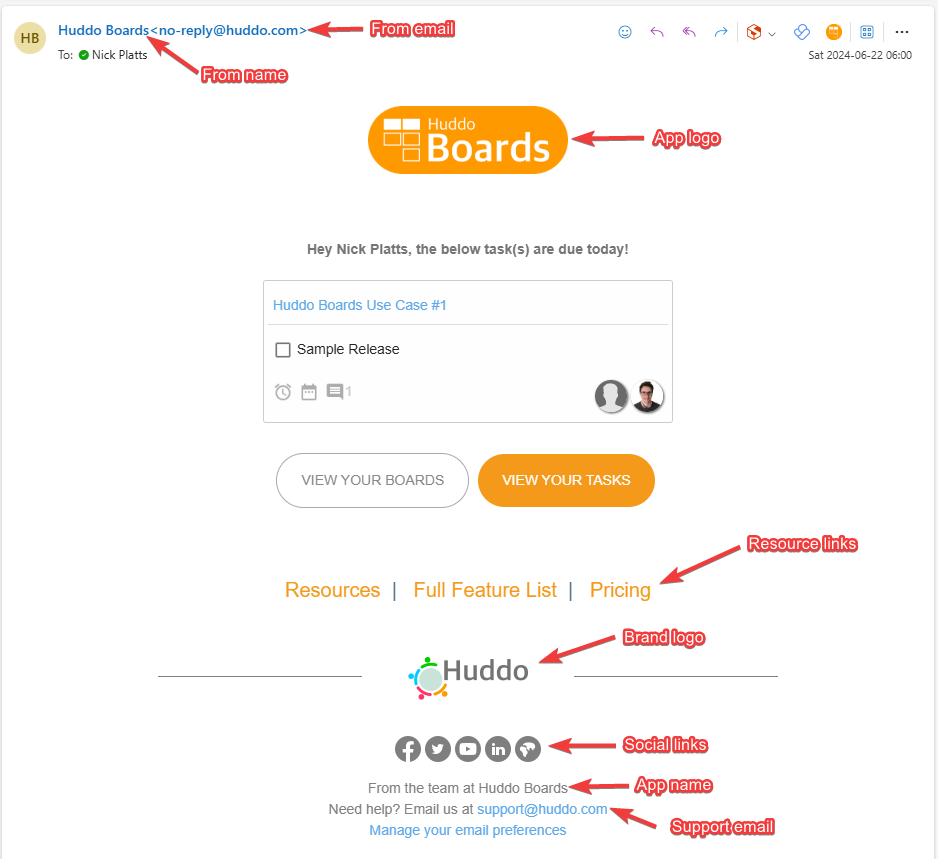 HB
Huddo Boards<no-reply@huddo.com>
From email
To: Nick Platts
Sat 2024-06-22 06:00
From name
Huddo
Boards
App logo
Hey Nick Platts, the below task(s) are due today!
Huddo Boards Use Case #1
Sample Release
1
VIEW YOUR BOARDS
VIEW YOUR TASKS
Resource links
Resources | Full Feature List | Pricing
Brand logo
Huddo
in
Social links
From the team at Huddo Boards
App name
Need help? Email us at support@huddo.com
Support email
Manage your email preferences